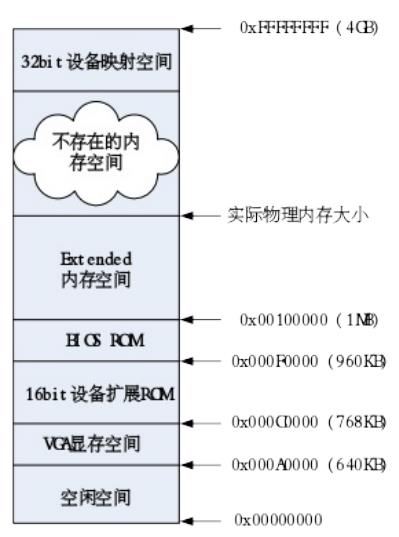 0xFFFFFFFF (4GB)
32bit 设备映射空间
不存在的内
存空间
实际物理内存大小
Extended
内存空间
0x00100000 (1MB)
BIOS ROM
0x000F0000 (960KB)
16bit 设备扩展ROM
0x000C0000 (768KB)
VGA显存空间
0x000A0000 (640KB)
空闲空间
0x00000000